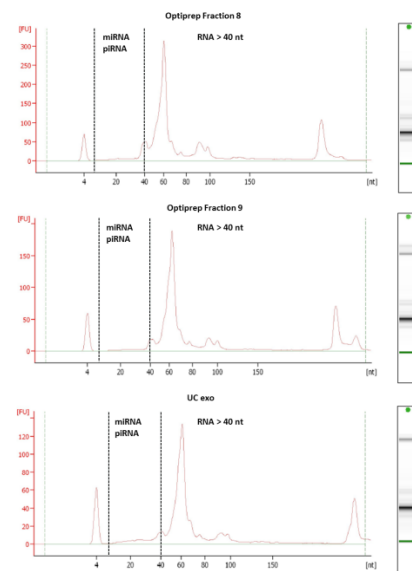 Optiprep Fraction 8
[FU]
miRNA
piRNA
RNA > 40 nt
300
250
200
150
100
50
0
4 20 40 60 80 100 150 [nt]
Optiprep Fraction 9
[FU]
miRNA
piRNA
RNA > 40 nt
150
100
50
0
4 20 40 60 80 100 150 [nt]
UC exo
[FU]
miRNA
piRNA
RNA > 40 nt
120
100
80
60
40
20
0
4 20 40 60 80 100 150 [nt]